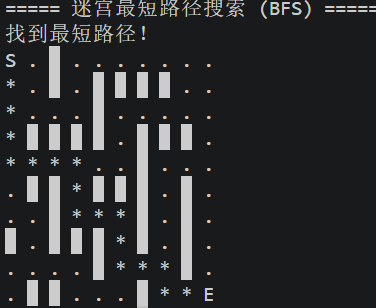 ===== 迷宫最短路径搜索 (BFS) =====
找到最短路径!
S . █ . . . . . . .
* . █ . █ █ █ █ . .
* . . . █ . . . . .
* █ █ █ █ . █ █ █ .
* * * * . . █ . . .
. █ █ * █ █ █ . █ .
. . █ * * * █ . █ .
█ . █ █ █ * █ . █ .
. . . . █ * * * █ .
. █ █ . . . █ * * E